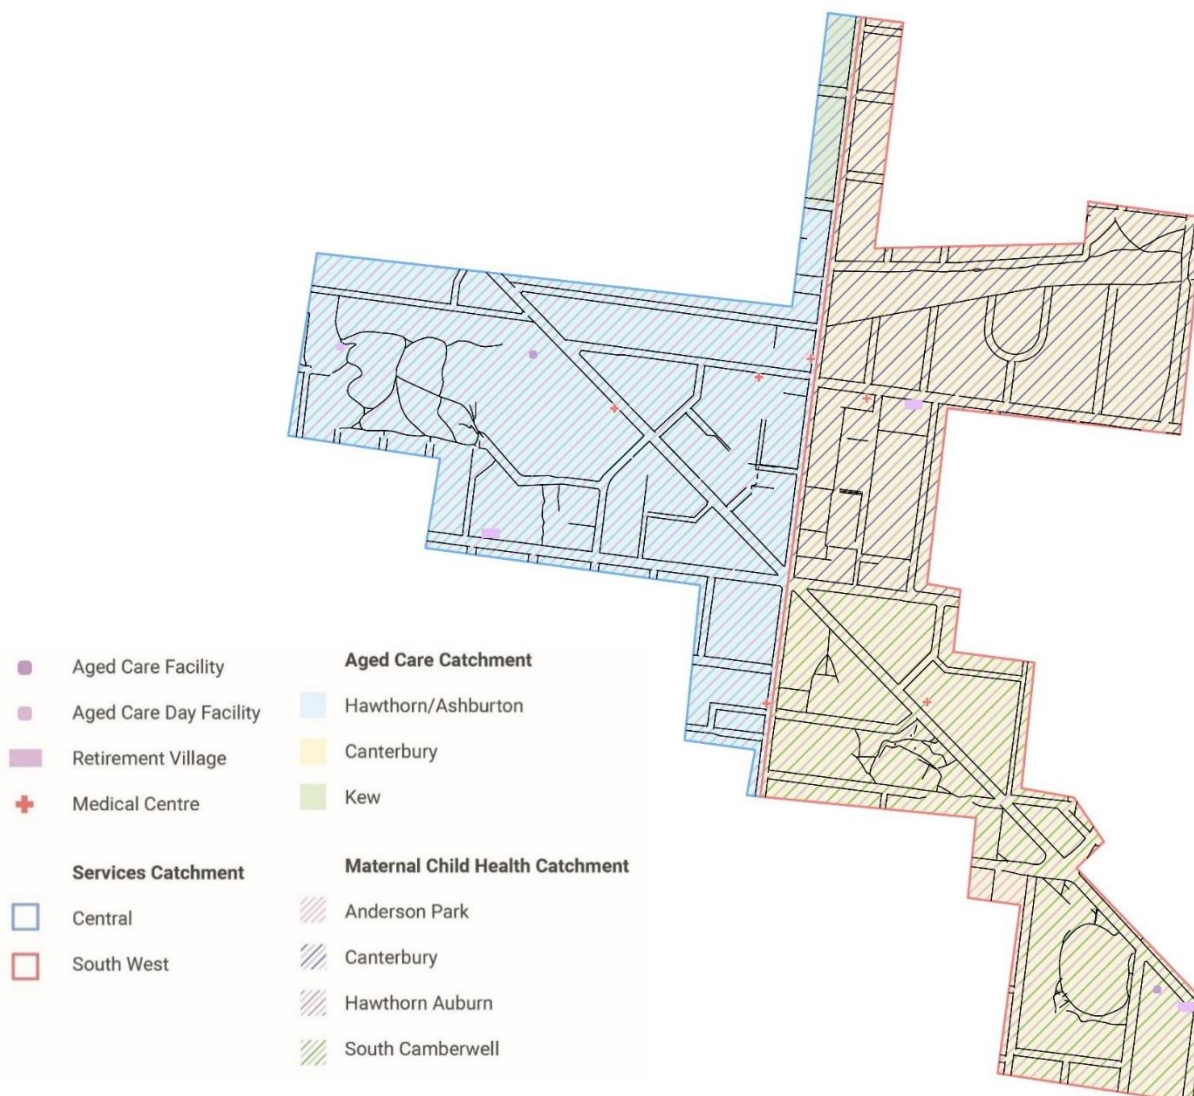 Aged Care Facility
Aged Care Day Facility
Retirement Village
Medical Centre
Services Catchment
Central
South West
Aged Care Catchment
Hawthorn/Ashburton
Canterbury
Kew
Maternal Child Health Catchment
Anderson Park
Canterbury
Hawthorn Auburn
South Camberwell